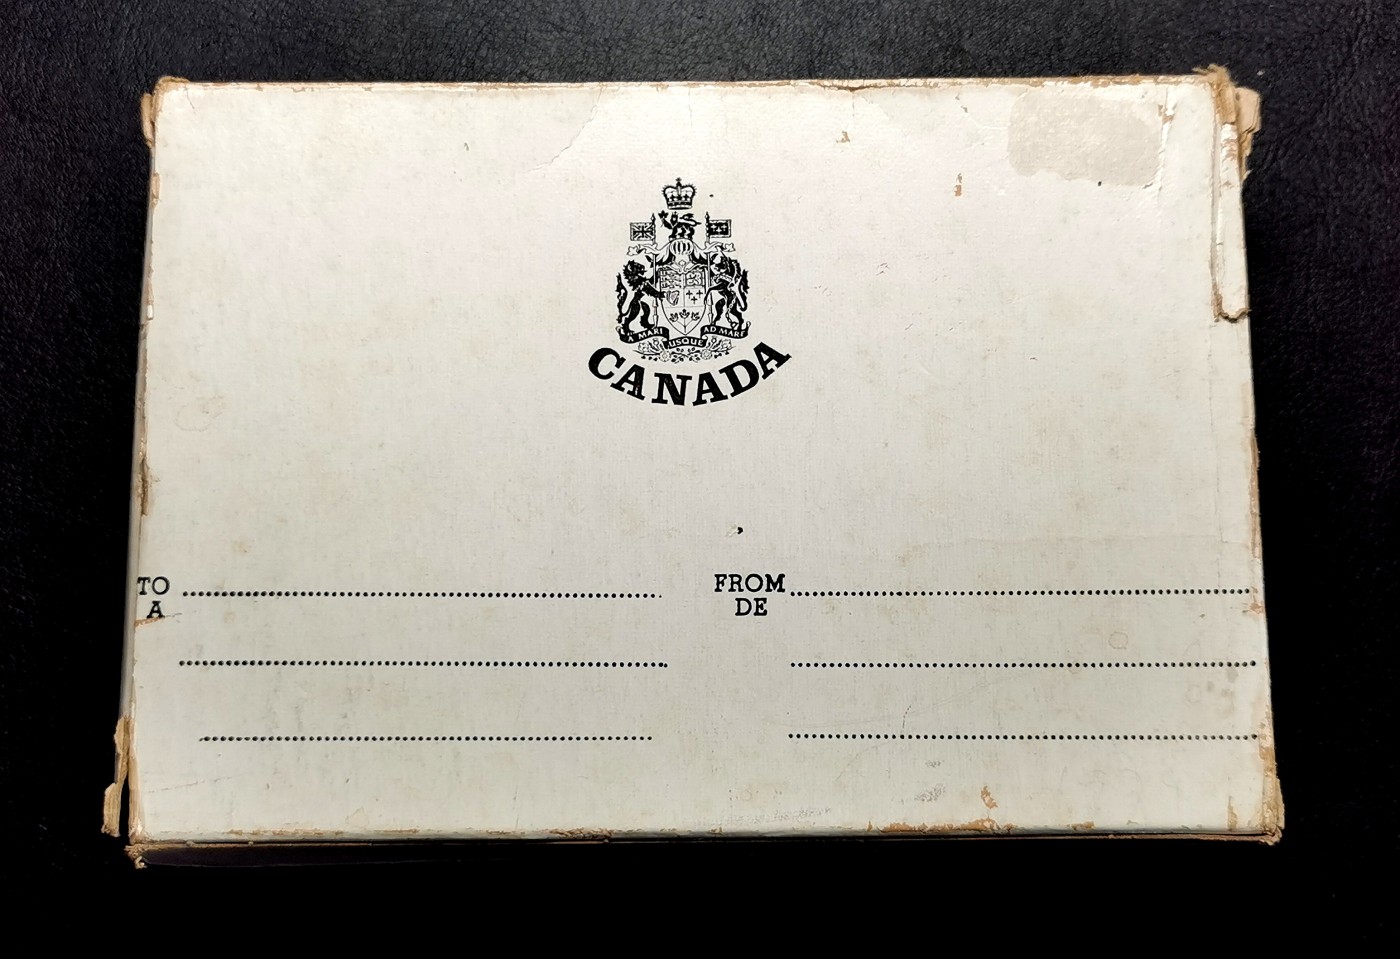 A MARI USQUE AD MARE
CANADA
TO
A
FROM
DE